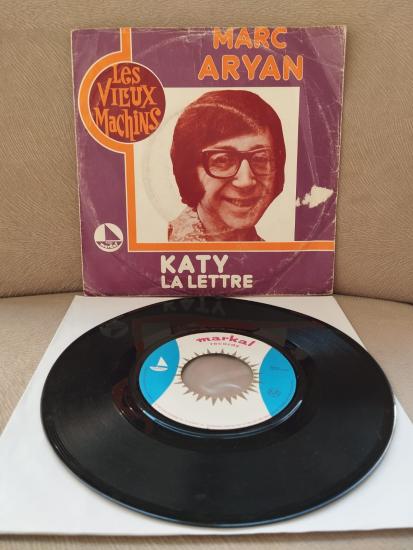 MARC
ARYAN
LES
VIEUX
MACHINS
KATY
LA LETTRE
markal
records